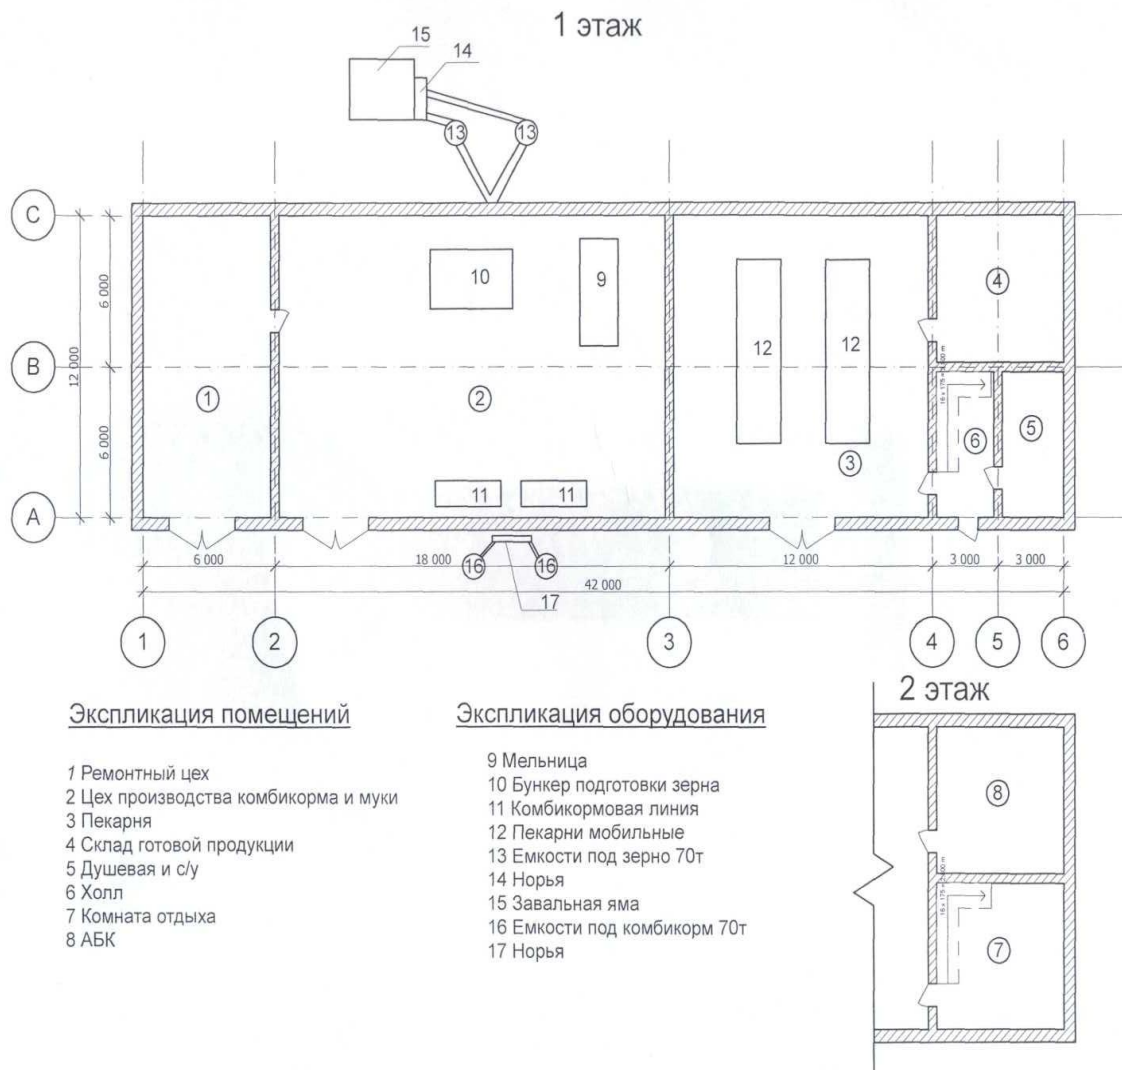 1 этаж
15
14
13
13
C
B
A
6 000
12 000
6 000
10
9
12
12
4
1
2
5
6
3
11
11
6 000
18 000
12 000
3 000
3 000
16
16
42 000
17
1
2
3
4
5
6
2 этаж
8
7
Экспликация помещений
1 Ремонтный цех
2 Цех производства комбикорма и муки
3 Пекарня
4 Склад готовой продукции
5 Душевая и с/у
6 Холл
7 Комната отдыха
8 АБК
Экспликация оборудования
9 Мельница
10 Бункер подготовки зерна
11 Комбикормовая линия
12 Пекарни мобильные
13 Емкости под зерно 70т
14 Норья
15 Завальная яма
16 Емкости под комбикорм 70т
17 Норья